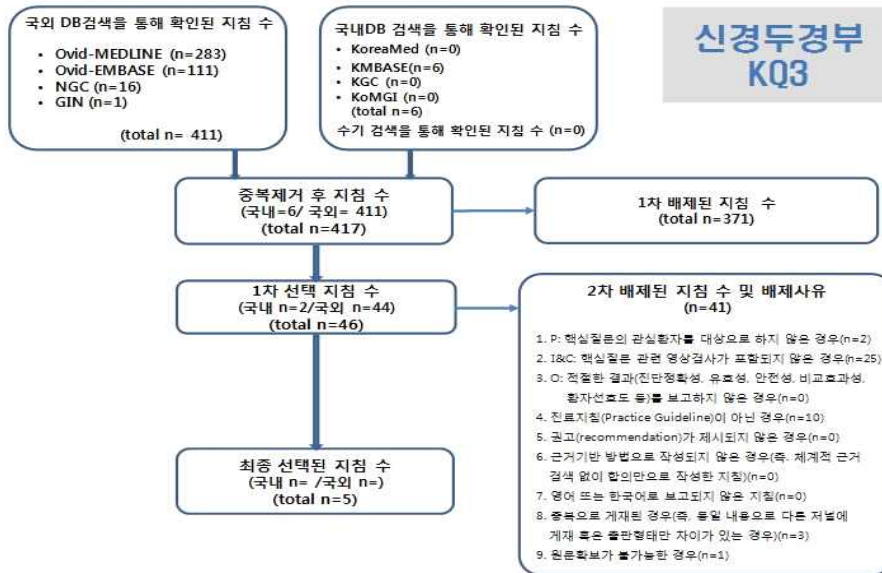 국외 DB검색을 통해 확인된 지침 수
• Ovid-MEDLINE (n=283)
• Ovid-EMBASE (n=111)
• NGC (n=16)
• GIN (n=1)
(total n= 411)
국내DB 검색을 통해 확인된 지침 수
• KoreaMed (n=0)
• KMBASE(n=6)
• KGC (n=0)
• KoMGI (n=0)
(total n=6)
수기 검색을 통해 확인된 지침 수 (n=0)
신경두경부
KQ3
중복제거 후 지침 수
(국내=6/ 국외= 411)
(total n=417)
1차 배제된 지침 수
(total n=371)
1차 선택 지침 수
(국내 n=2/국외 n=44)
(total n=46)
2차 배제된 지침 수 및 배제사유
(n=41)
1. P: 핵심질문의 관심환자를 대상으로 하지 않은 경우(n=2)
2. I&C: 핵심질문 관련 영상검사가 포함되지 않은 경우(n=25)
3. O: 적절한 결과(진단정확성, 유효성, 안전성, 비교효과성,
환자선호도 등)를 보고하지 않은 경우(n=0)
4. 진료지침(Practice Guideline)이 아닌 경우(n=10)
5. 권고(recommendation)가 제시되지 않은 경우(n=0)
6. 근거기반 방법으로 작성되지 않은 경우(즉, 체계적 근거
검색 없이 합의만으로 작성한 지침)(n=0)
7. 영어 또는 한국어로 보고되지 않은 지침(n=0)
8. 중복으로 게재된 경우(즉, 동일 내용으로 다른 저널에
게재 혹은 출판형태만 차이가 있는 경우)(n=3)
9. 원문확보가 불가능한 경우(n=1)
최종 선택된 지침 수
(국내 n= /국외 n=)
(total n=5)